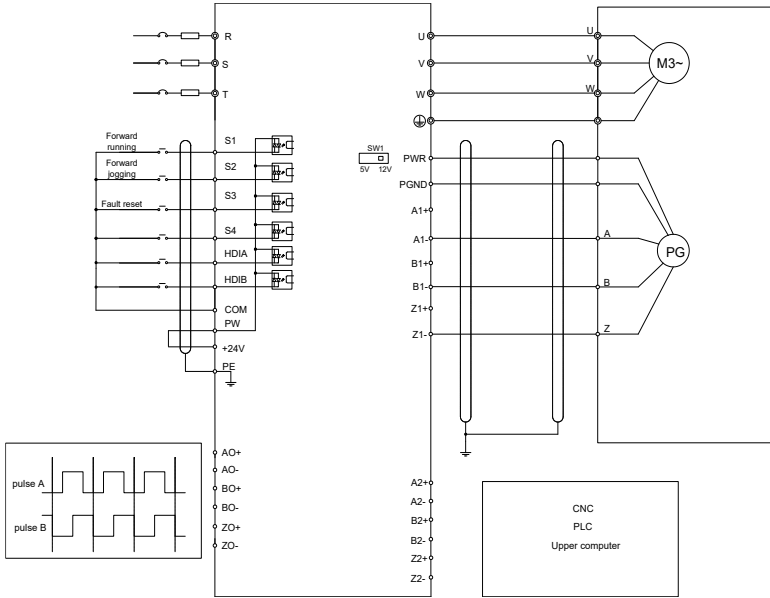 R
S
T
Forward
running
Forward
jogging
Fault reset
S1
S2
S3
S4
HDIA
HDIB
COM
PW
+24V
PE
AO+
AO-
BO+
BO-
ZO+
ZO-
pulse A
pulse B
U
V
W
SW1
5V 12V
PWR
PGND
A1+
A1-
B1+
B1-
Z1+
Z1-
A2+
A2-
B2+
B2-
Z2+
Z2-
U
V
W
M3~
A
B
Z
PG
CNC
PLC
Upper computer